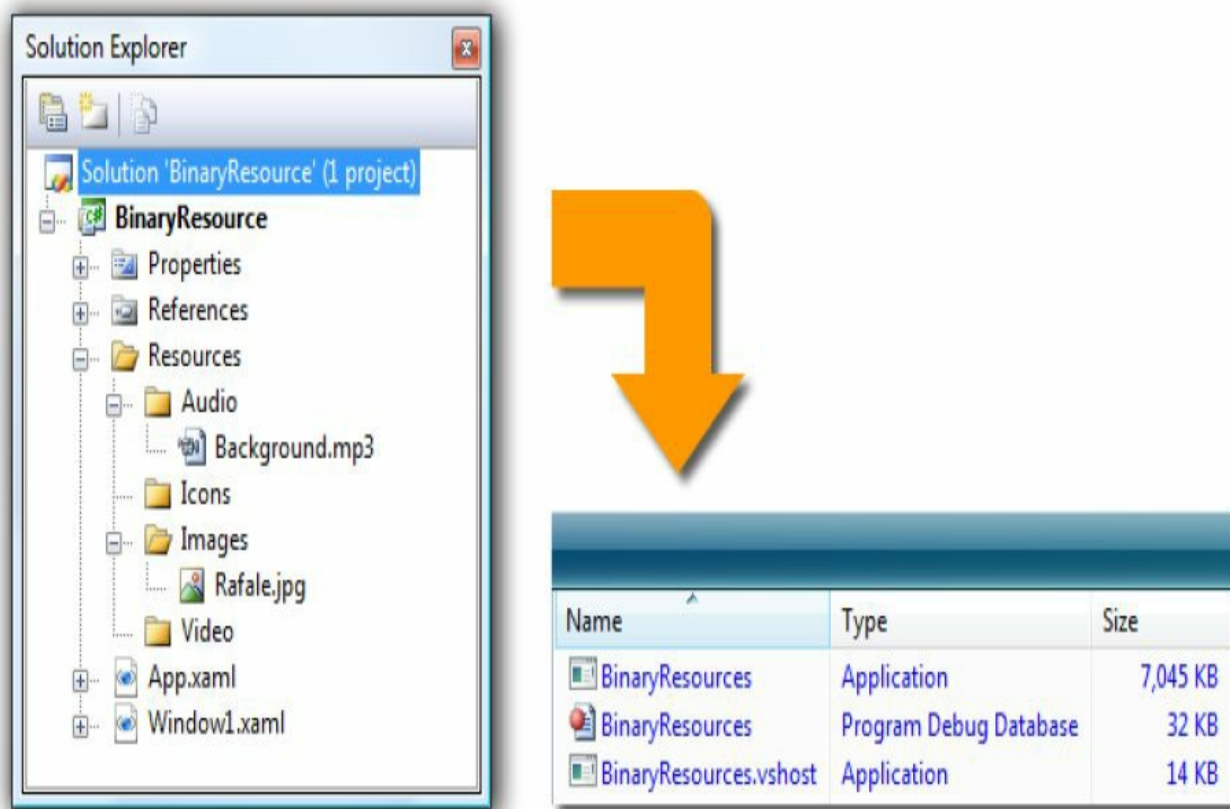 Solution Explorer
Solution 'BinaryResource' (1 project)
BinaryResource
Properties
References
Resources
Audio
Background.mp3
Icons
Images
Rafale.jpg
Video
App.xaml
Window1.xaml
Name Type Size
BinaryResources Application 7,045 KB
BinaryResources Program Debug Database 32 KB
BinaryResources.vshost Application 14 KB